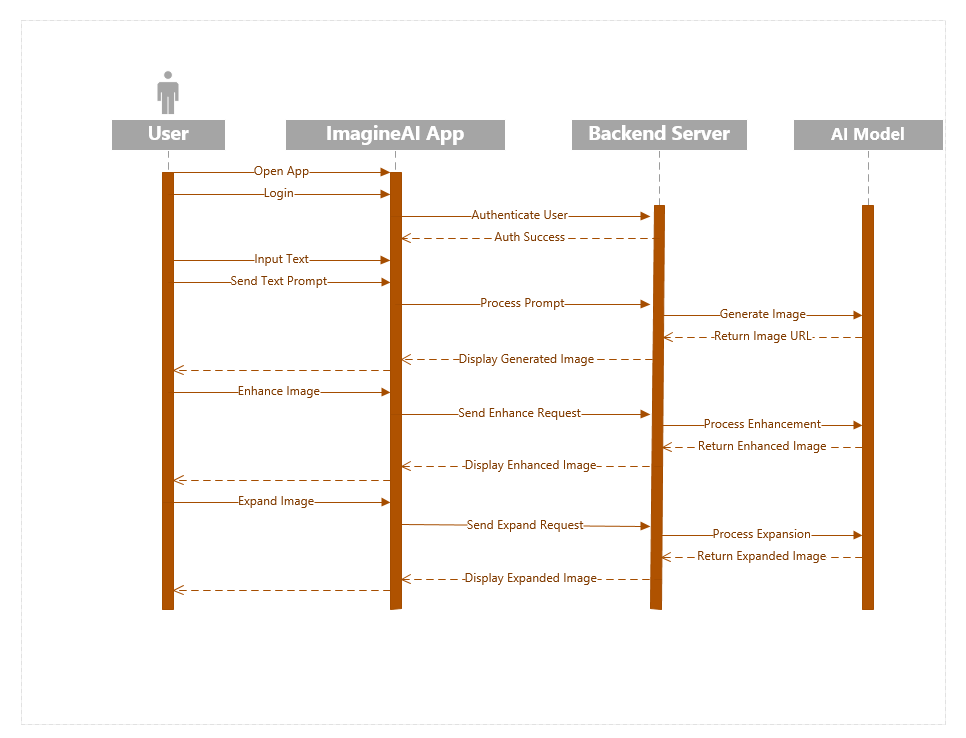 User
ImagineAI App
Backend Server
AI Model
Open App
Login
Authenticate User
Auth Success
Input Text
Send Text Prompt
Process Prompt
Generate Image
Return Image URL
Display Generated Image
Enhance Image
Send Enhance Request
Process Enhancement
Return Enhanced Image
Display Enhanced Image
Expand Image
Send Expand Request
Process Expansion
Return Expanded Image
Display Expanded Image